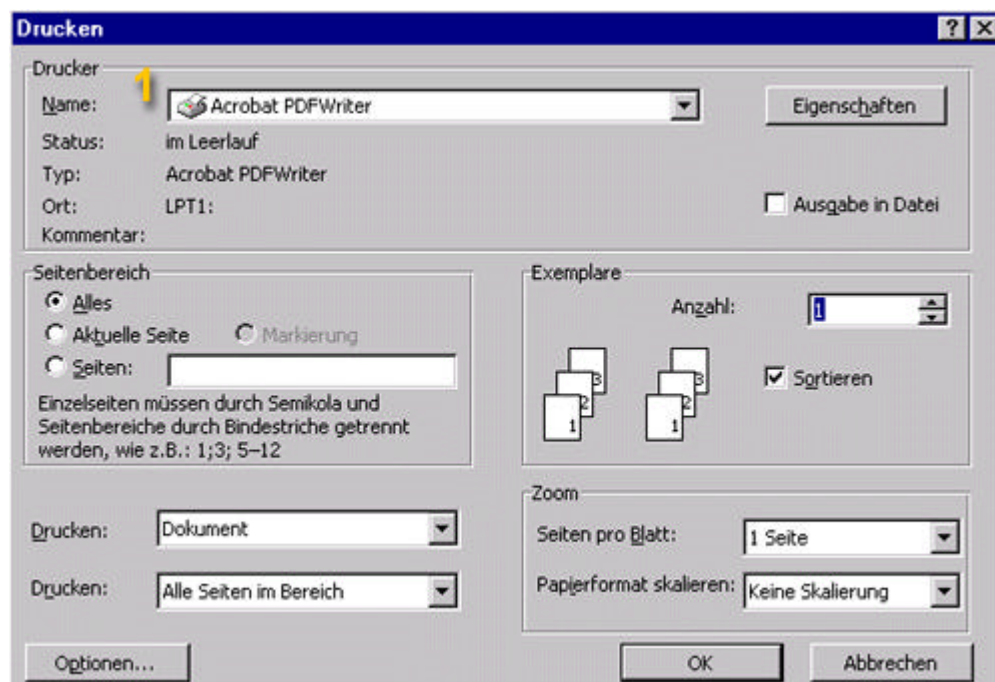 Drucken
Drucker
1
Name: Acrobat PDFWriter Eigenschaften
Status: im Leerlauf
Typ: Acrobat PDFWriter
Ort: LPT1: Ausgabe in Datei
Kommentar:
Seitenbereich
Alles
Aktuelle Seite Markierung
Seiten:
Einzelseiten müssen durch Semikola und
Seitenbereiche durch Bindestriche getrennt
werden, wie z.B.: 1;3; 5–12
Exemplare
Anzahl: 1
3 3
2 2
1 1
Sortieren
Drucken: Dokument
Drucken: Alle Seiten im Bereich
Zoom
Seiten pro Blatt: 1 Seite
Papierformat skalieren: Keine Skalierung
Optionen... OK Abbrechen